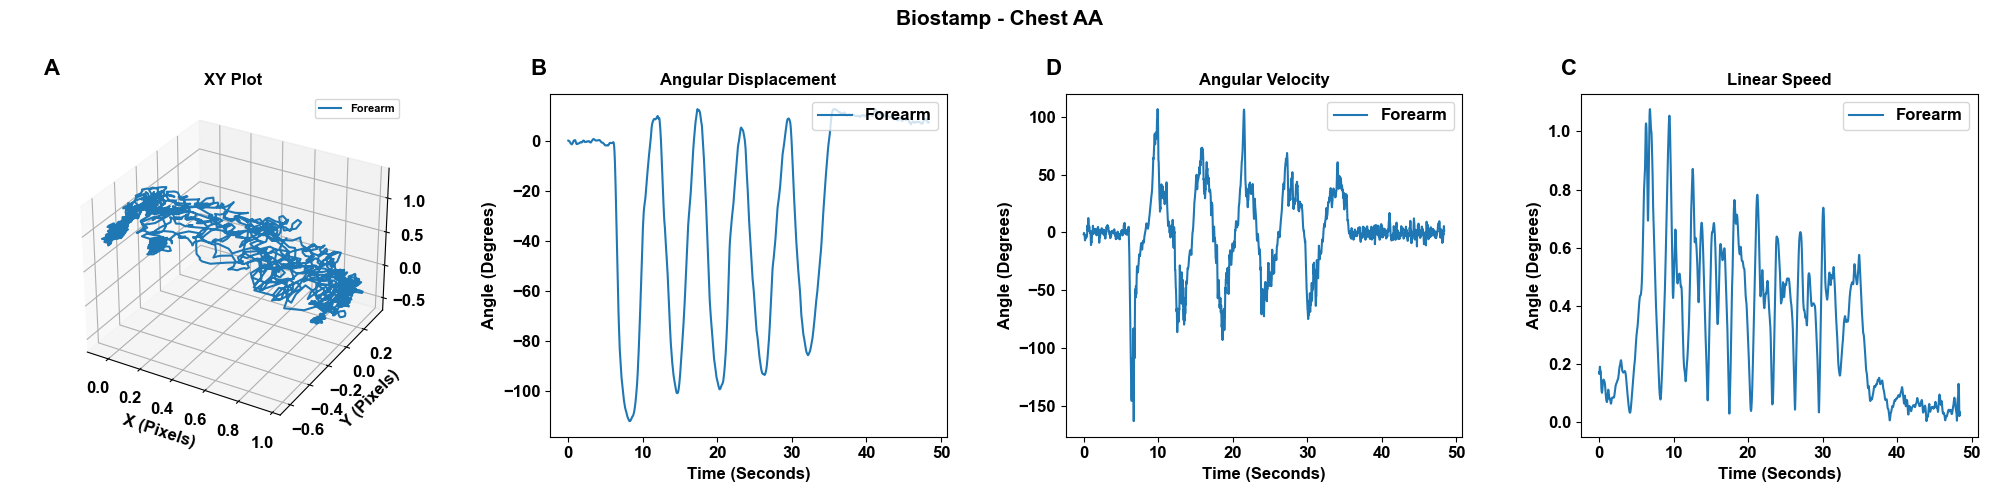 Biostamp - Chest AA
A
XY Plot
Forearm
1.0
0.5
0.0
−0.5
0.2
0.0
−0.2
−0.4
−0.6
Y (Pixels)
0.0
0.2
0.4
0.6
0.8
1.0
X (Pixels)
B
Angular Displacement
Forearm
Angle (Degrees)
0
−20
−40
−60
−80
−100
0 10 20 30 40 50
Time (Seconds)
D
Angular Velocity
Forearm
Angle (Degrees)
100
50
0
−50
−100
−150
0 10 20 30 40 50
Time (Seconds)
C
Linear Speed
Forearm
Angle (Degrees)
1.0
0.8
0.6
0.4
0.2
0.0
0 10 20 30 40 50
Time (Seconds)